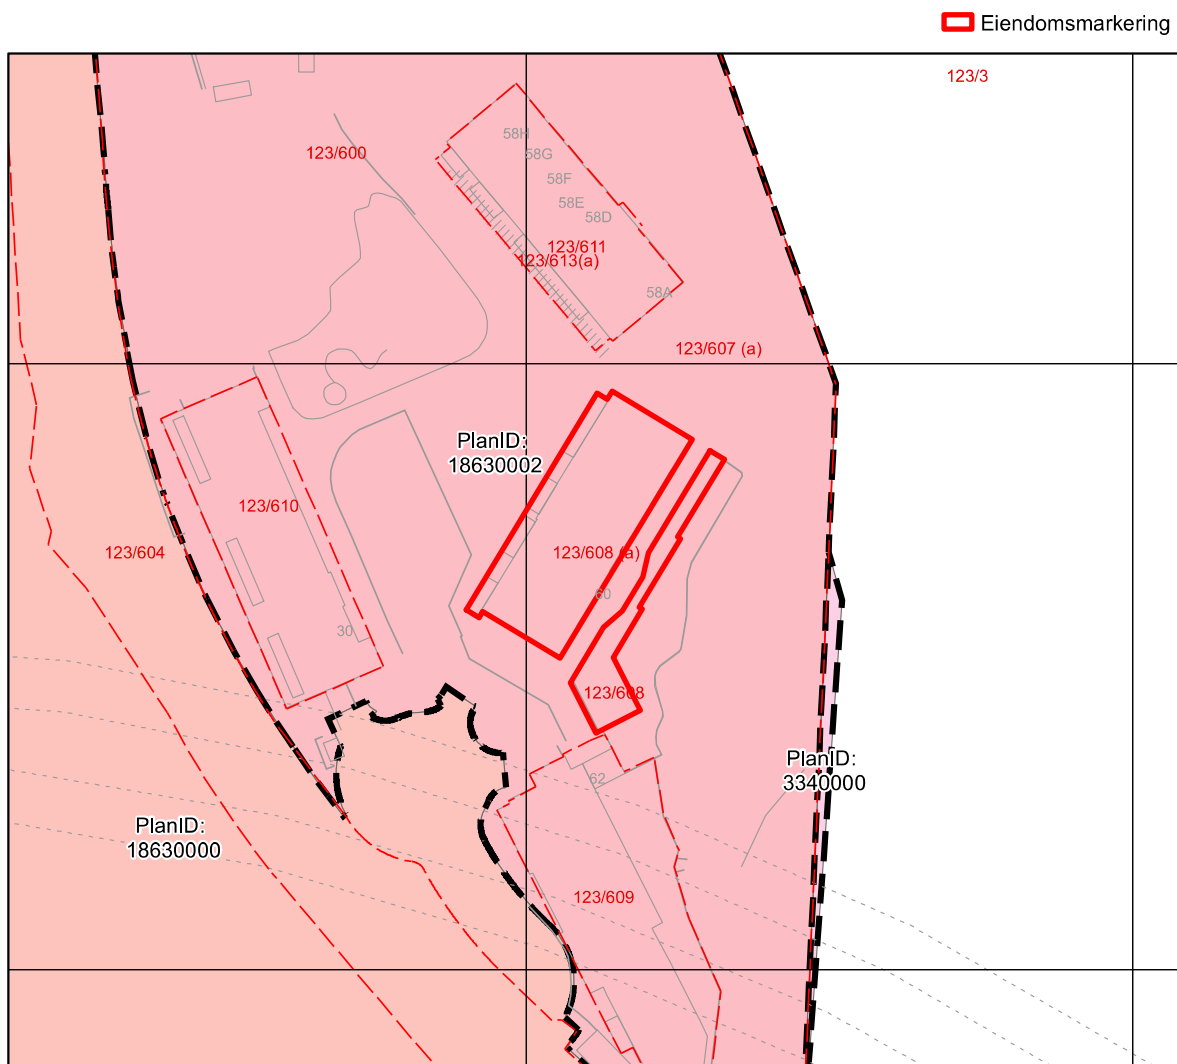 Eiendomsmarkering
123/3
58H
123/600
58G
58F
58E
58D
123/611
123/613(a)
58A
123/607 (a)
PlanID:
18630002
123/610
123/604
123/608 (a)
60
30
123/608
PlanID:
3340000
62
PlanID:
18630000
123/609